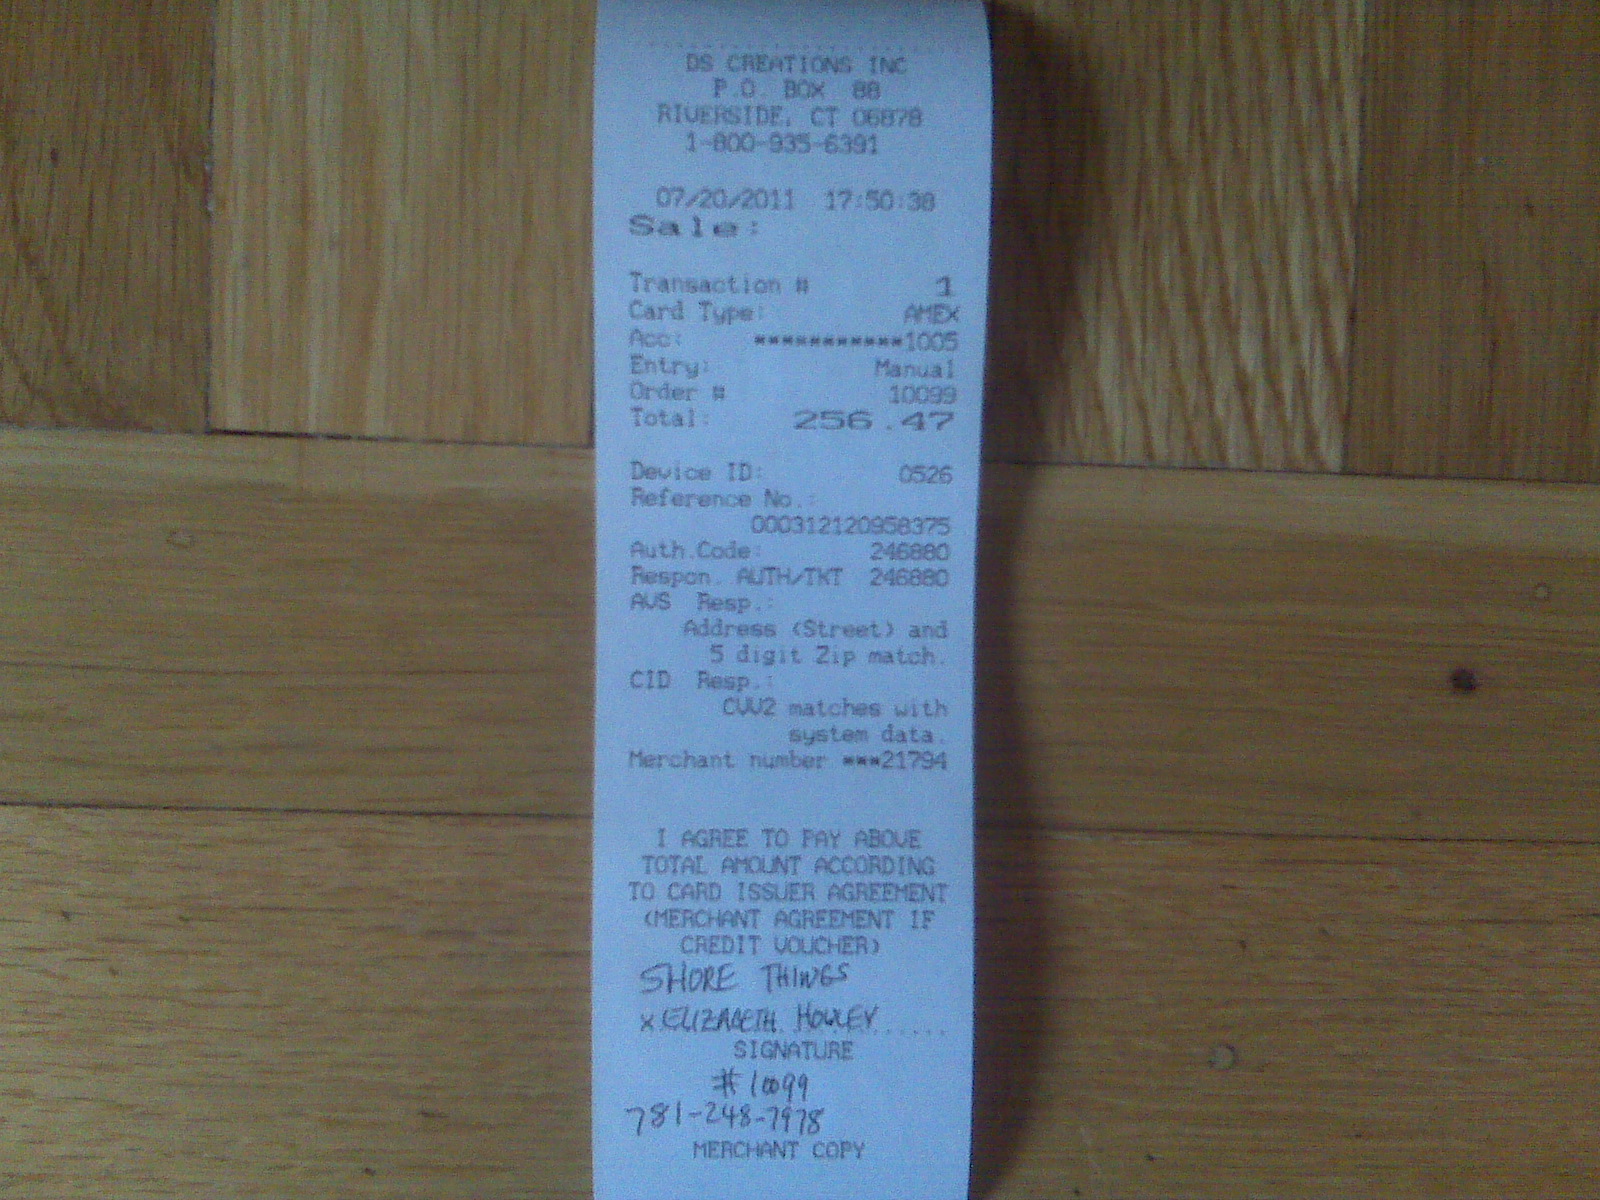 DS CREATIONS INC
P.O. BOX 88
RIVERSIDE, CT 06878
1-800-935-6391
07/20/2011 17:50:38
Sale:
Transaction # 1
Card Type: AMEX
Acc: ***********1005
Entry: Manual
Order # 10099
Total: 256.47
Device ID: 0526
Reference No.:
000312120958375
Auth.Code: 246880
Respon. AUTH/TKT 246880
AVS Resp.:
Address (Street) and
5 digit Zip match.
CID Resp.:
CVV2 matches with
system data.
Merchant number ***21794
I AGREE TO PAY ABOVE
TOTAL AMOUNT ACCORDING
TO CARD ISSUER AGREEMENT
(MERCHANT AGREEMENT IF
CREDIT VOUCHER)
SHORE THINGS
x ELIZABETH HOWLEY
SIGNATURE
#10099
781-248-7978
MERCHANT COPY